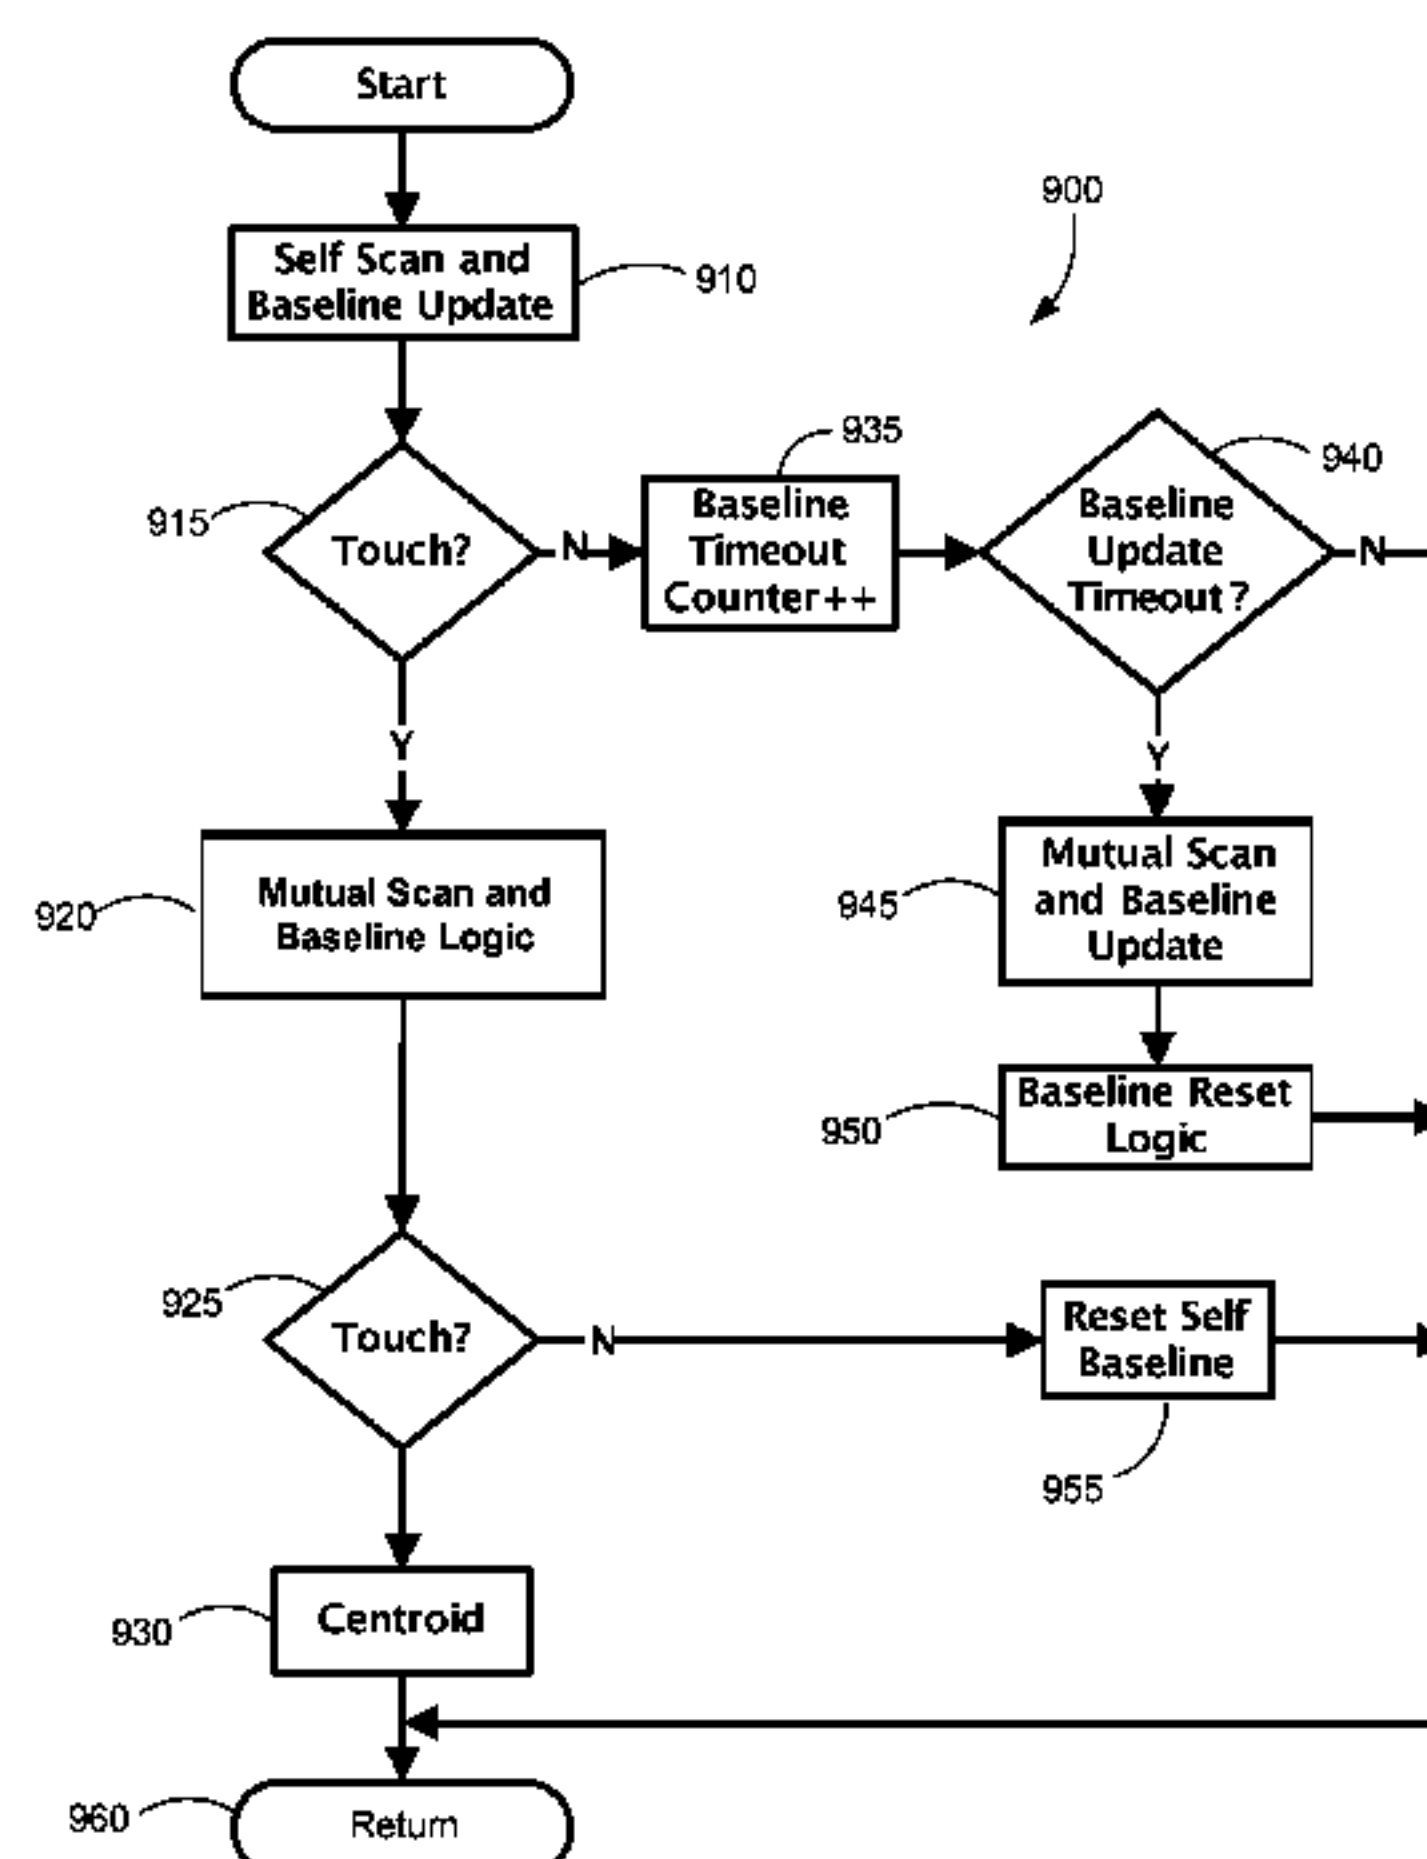 Start
900
Self Scan and
Baseline Update
910
935
940
915
Touch?
N
Baseline
Timeout
Counter++
Baseline
Update
Timeout?
N
Y
Y
920
Mutual Scan and
Baseline Logic
945
Mutual Scan
and Baseline
Update
950
Baseline Reset
Logic
925
Touch?
N
Reset Self
Baseline
955
930
Centroid
960
Return